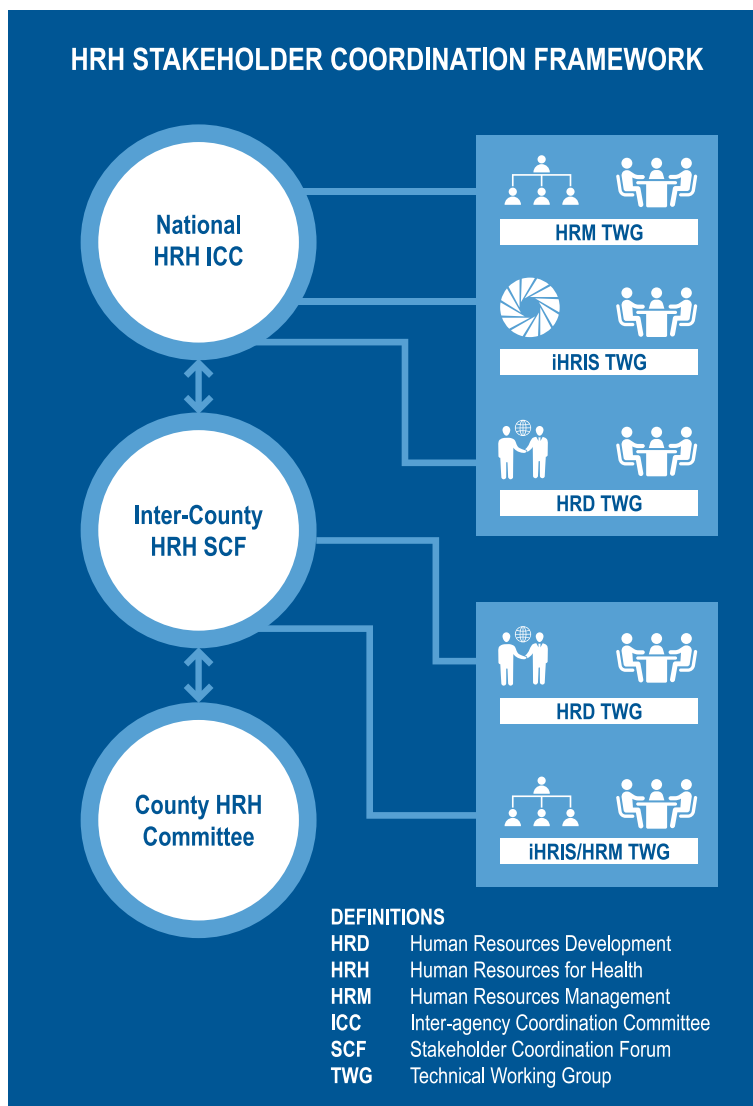 HRH STAKEHOLDER COORDINATION FRAMEWORK
National
HRH ICC
HRM TWG
iHRIS TWG
HRD TWG
Inter-County
HRH SCF
HRD TWG
iHRIS/HRM TWG
County HRH
Committee
DEFINITIONS
HRD Human Resources Development
HRH Human Resources for Health
HRM Human Resources Management
ICC Inter-agency Coordination Committee
SCF Stakeholder Coordination Forum
TWG Technical Working Group